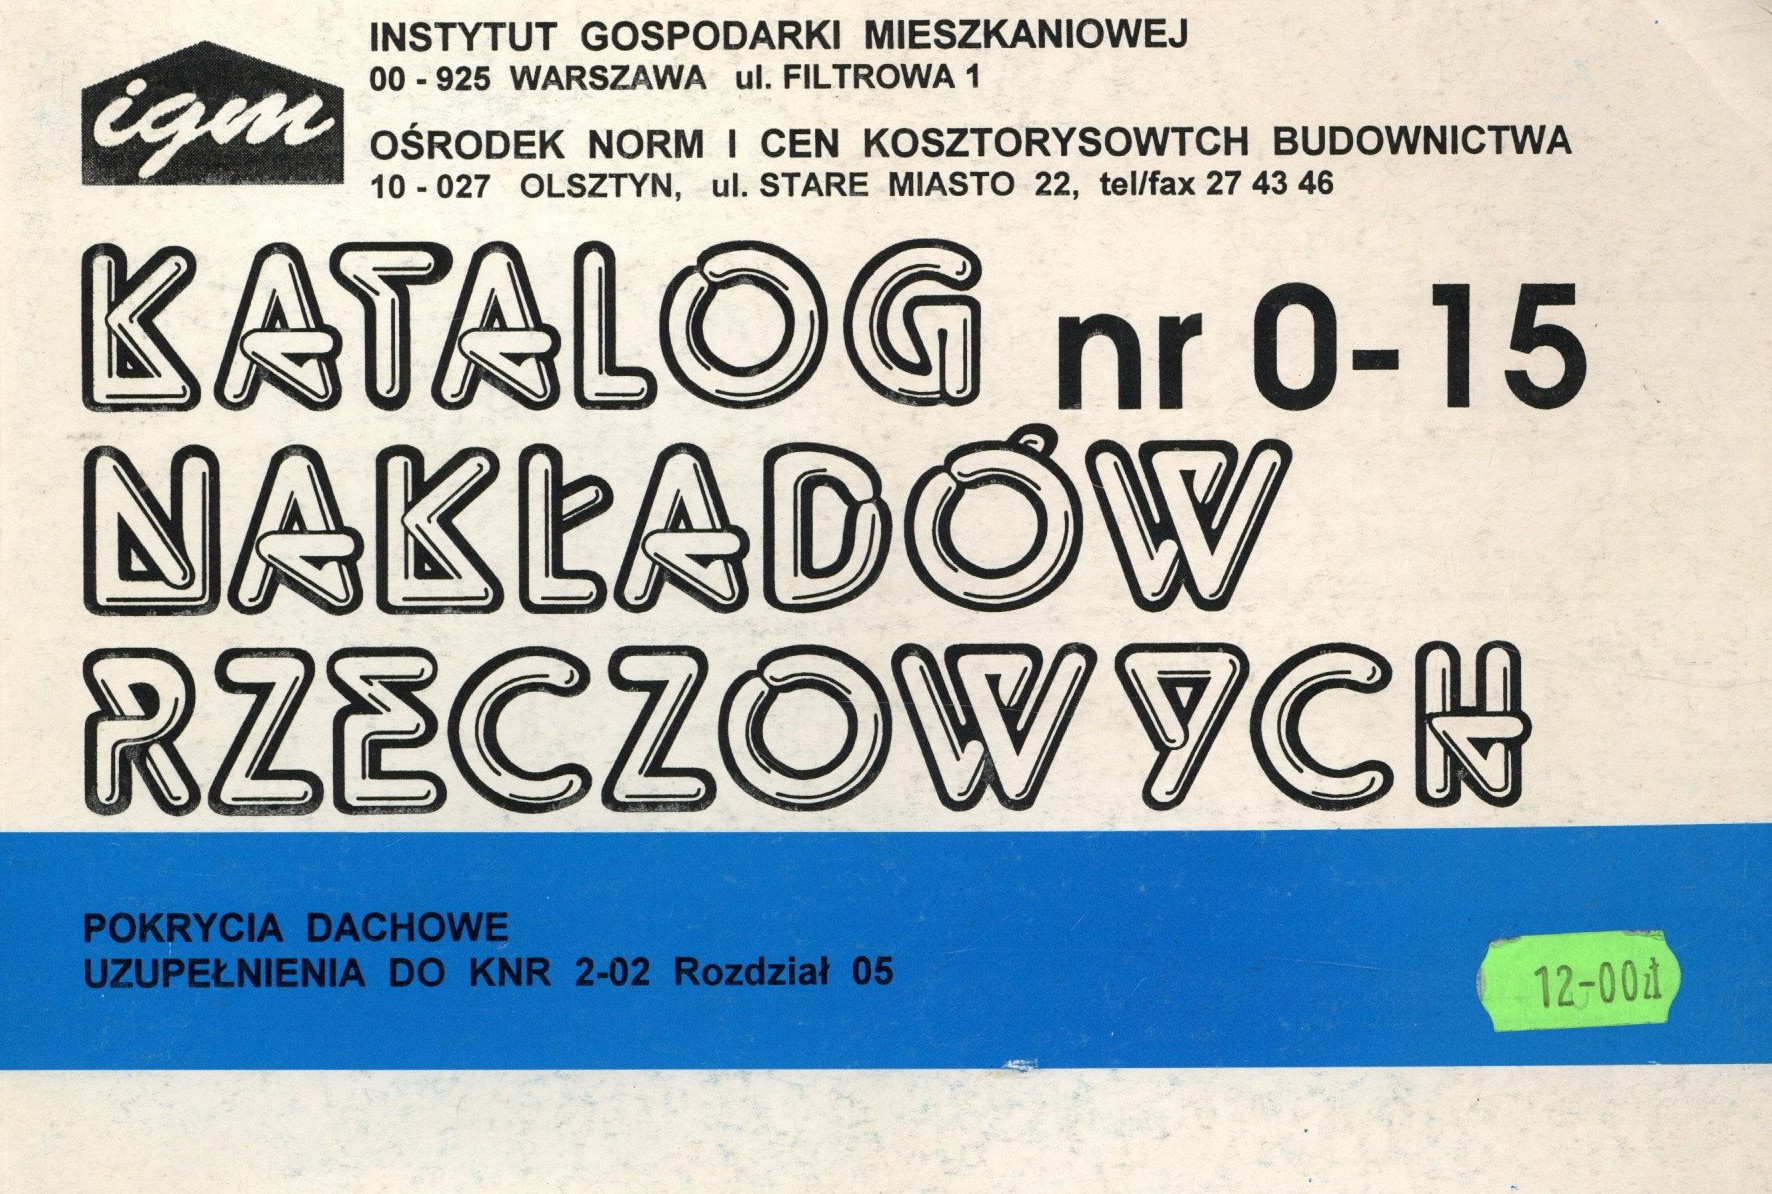 INSTYTUT GOSPODARKI MIESZKANIOWEJ
00 - 925 WARSZAWA ul. FILTROWA 1
igm
OŚRODEK NORM I CEN KOSZTORYSOWTCH BUDOWNICTWA
10 - 027 OLSZTYN, ul. STARE MIASTO 22, tel/fax 27 43 46
KATALOG nr 0-15
NAKŁADÓW
RZECZOWYCH
POKRYCIA DACHOWE
UZUPEŁNIENIA DO KNR 2-02 Rozdział 05
12-00zł